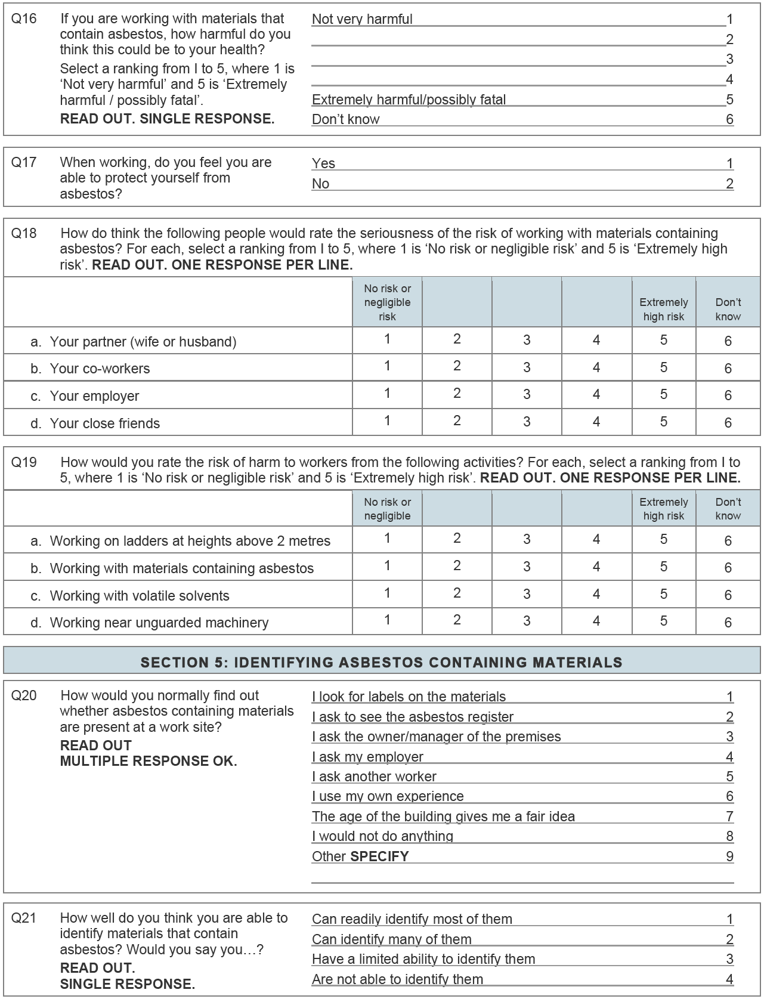 Q16 If you are working with materials that
contain asbestos, how harmful do you
think this could be to your health?
Select a ranking from I to 5, where 1 is
‘Not very harmful’ and 5 is ‘Extremely
harmful / possibly fatal’.
READ OUT. SINGLE RESPONSE.
Not very harmful 1
2
3
4
Extremely harmful/possibly fatal 5
Don’t know 6
Q17 When working, do you feel you are
able to protect yourself from
asbestos?
Yes 1
No 2
Q18 How do think the following people would rate the seriousness of the risk of working with materials containing
asbestos? For each, select a ranking from I to 5, where 1 is ‘No risk or negligible risk’ and 5 is ‘Extremely high
risk’. READ OUT. ONE RESPONSE PER LINE.
No risk or
negligible
risk
Extremely
high risk
Don’t
know
a. Your partner (wife or husband) 1 2 3 4 5 6
b. Your co-workers 1 2 3 4 5 6
c. Your employer 1 2 3 4 5 6
d. Your close friends 1 2 3 4 5 6
Q19 How would you rate the risk of harm to workers from the following activities? For each, select a ranking from I to
5, where 1 is ‘No risk or negligible risk’ and 5 is ‘Extremely high risk’. READ OUT. ONE RESPONSE PER LINE.
No risk or
negligible
Extremely
high risk
Don’t
know
a. Working on ladders at heights above 2 metres 1 2 3 4 5 6
b. Working with materials containing asbestos 1 2 3 4 5 6
c. Working with volatile solvents 1 2 3 4 5 6
d. Working near unguarded machinery 1 2 3 4 5 6
SECTION 5: IDENTIFYING ASBESTOS CONTAINING MATERIALS
Q20 How would you normally find out
whether asbestos containing materials
are present at a work site?
READ OUT
MULTIPLE RESPONSE OK.
I look for labels on the materials 1
I ask to see the asbestos register 2
I ask the owner/manager of the premises 3
I ask my employer 4
I ask another worker 5
I use my own experience 6
The age of the building gives me a fair idea 7
I would not do anything 8
Other SPECIFY 9
Q21 How well do you think you are able to
identify materials that contain
asbestos? Would you say you…?
READ OUT.
SINGLE RESPONSE.
Can readily identify most of them 1
Can identify many of them 2
Have a limited ability to identify them 3
Are not able to identify them 4